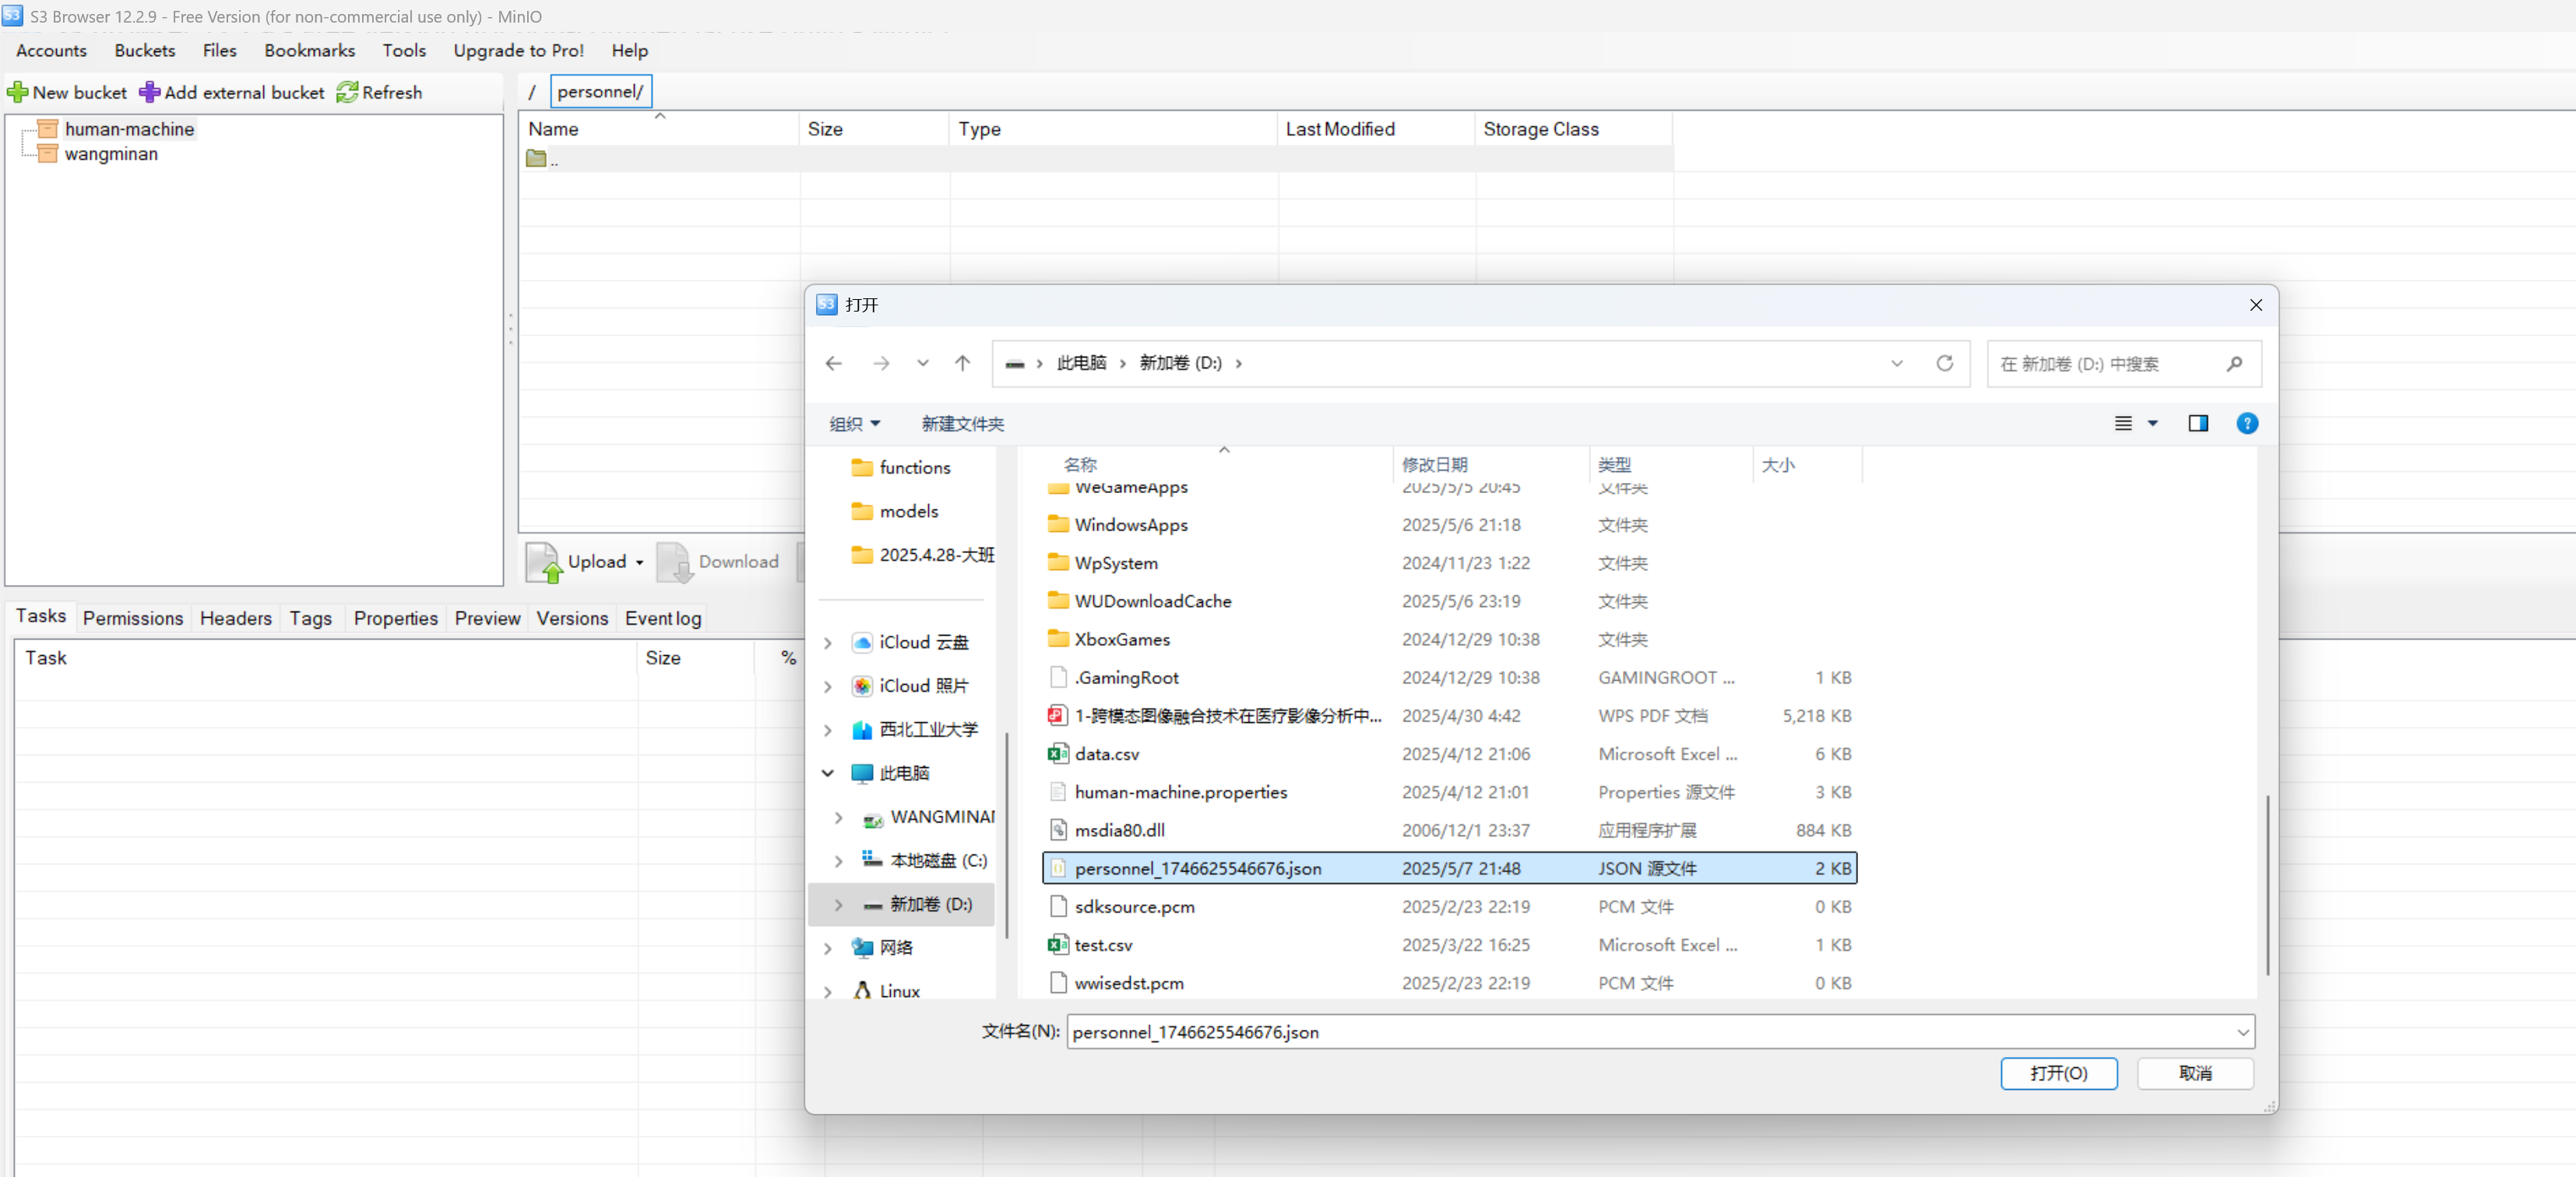 S3 Browser 12.2.9 - Free Version (for non-commercial use only) - MinIO
Accounts Buckets Files Bookmarks Tools Upgrade to Pro! Help
New bucket Add external bucket Refresh
/ personnel/
human-machine
wangminan
Name Size Type Last Modified Storage Class
..
Upload Download
Tasks Permissions Headers Tags Properties Preview Versions Event log
Task Size %
打开
此电脑 新加卷 (D:)
在 新加卷 (D:) 中搜索
组织 新建文件夹
functions
models
2025.4.28-大班
iCloud 云盘
iCloud 照片
西北工业大学
此电脑
WANGMINAN
本地磁盘 (C:)
新加卷 (D:)
网络
Linux
名称 修改日期 类型 大小
WeGameApps 2025/5/5 20:45 文件夹
WindowsApps 2025/5/6 21:18 文件夹
WpSystem 2024/11/23 1:22 文件夹
WUDownloadCache 2025/5/6 23:19 文件夹
XboxGames 2024/12/29 10:38 文件夹
.GamingRoot 2024/12/29 10:38 GAMINGROOT ... 1 KB
1-跨模态图像融合技术在医疗影像分析中... 2025/4/30 4:42 WPS PDF 文档 5,218 KB
data.csv 2025/4/12 21:06 Microsoft Excel ... 6 KB
human-machine.properties 2025/4/12 21:01 Properties 源文件 3 KB
msdia80.dll 2006/12/1 23:37 应用程序扩展 884 KB
personnel_1746625546676.json 2025/5/7 21:48 JSON 源文件 2 KB
sdksource.pcm 2025/2/23 22:19 PCM 文件 0 KB
test.csv 2025/3/22 16:25 Microsoft Excel ... 1 KB
wwisedst.pcm 2025/2/23 22:19 PCM 文件 0 KB
文件名(N): personnel_1746625546676.json
打开(O) 取消